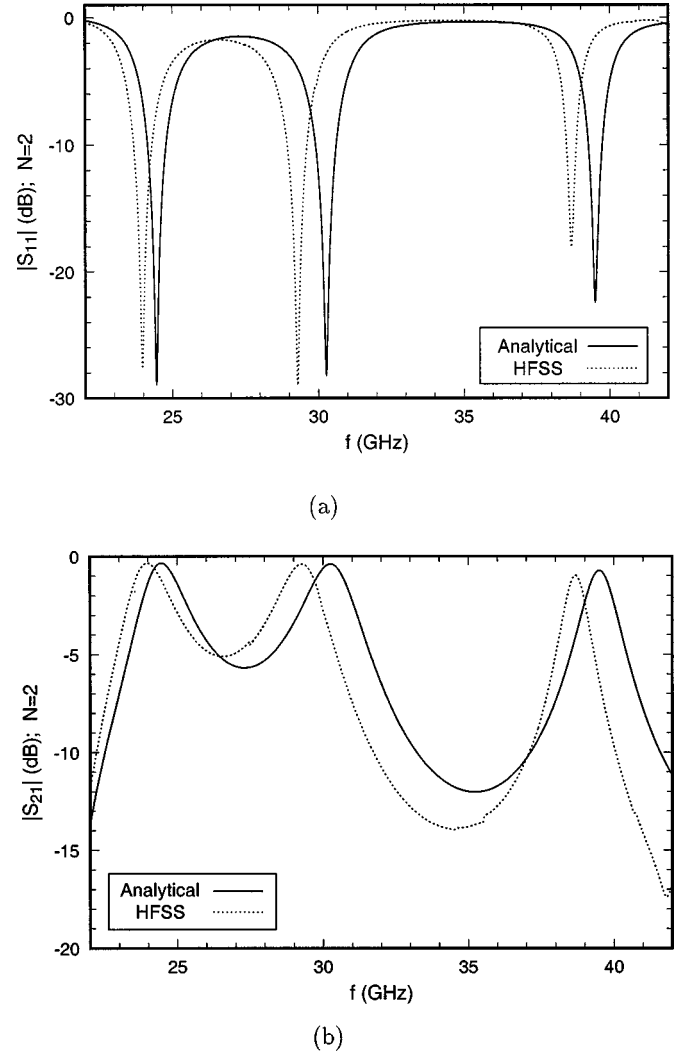 0
-10
-20
-30
|S11| (dB); N=2
Analytical
HFSS
25 30 35 40
f (GHz)
(a)
0
-5
-10
-15
-20
|S21| (dB); N=2
Analytical
HFSS
25 30 35 40
f (GHz)
(b)